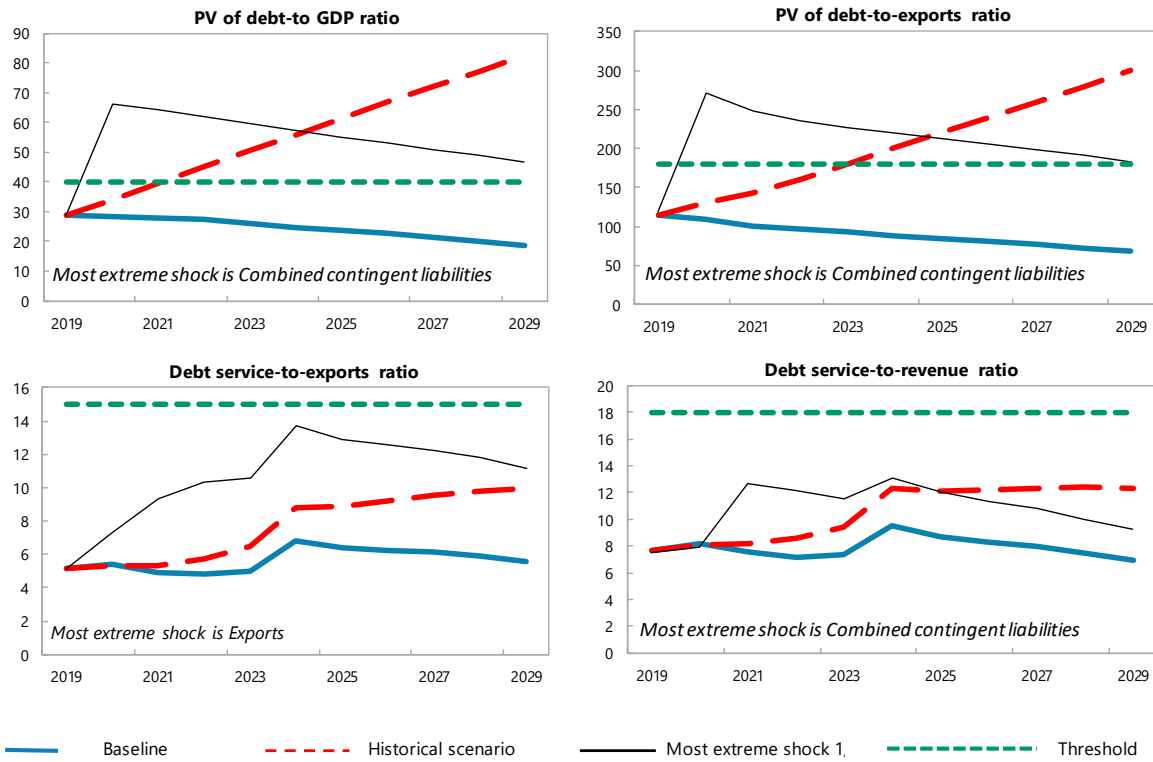 PV of debt-to GDP ratio
90
80
70
60
50
40
30
20
10
0
Most extreme shock is Combined contingent liabilities
2019 2021 2023 2025 2027 2029
PV of debt-to-exports ratio
350
300
250
200
150
100
50
0
Most extreme shock is Combined contingent liabilities
2019 2021 2023 2025 2027 2029
Debt service-to-exports ratio
16
14
12
10
8
6
4
2
0
Most extreme shock is Exports
2019 2021 2023 2025 2027 2029
Debt service-to-revenue ratio
20
18
16
14
12
10
8
6
4
2
0
Most extreme shock is Combined contingent liabilities
2019 2021 2023 2025 2027 2029
Baseline Historical scenario Most extreme shock 1, Threshold